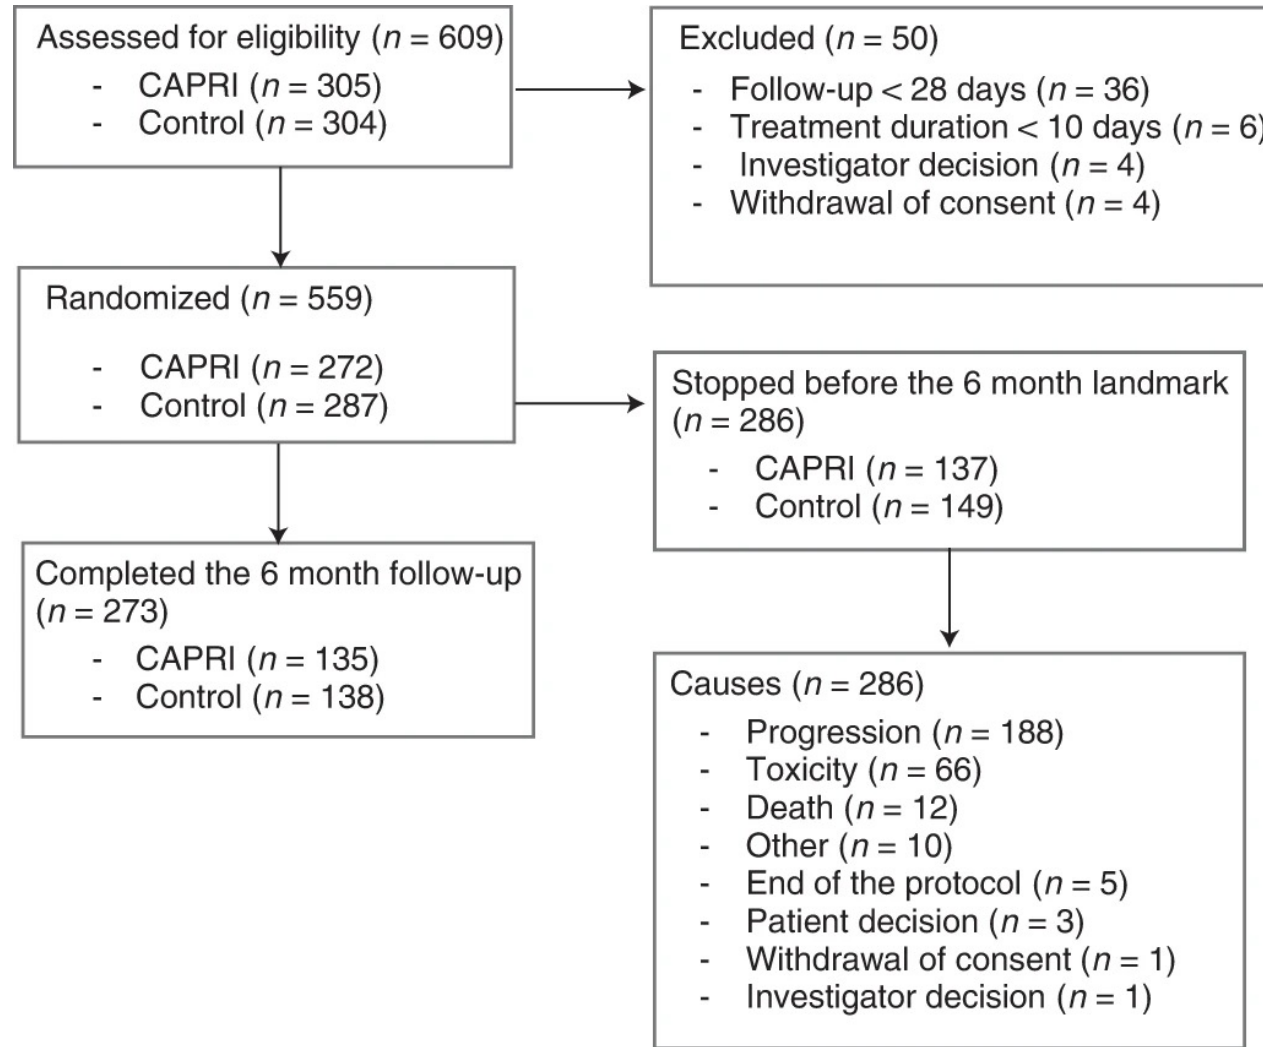 Assessed for eligibility (n = 609)
- CAPRI (n = 305)
- Control (n = 304)
Excluded (n = 50)
- Follow-up < 28 days (n = 36)
- Treatment duration < 10 days (n = 6)
- Investigator decision (n = 4)
- Withdrawal of consent (n = 4)
Randomized (n = 559)
- CAPRI (n = 272)
- Control (n = 287)
Stopped before the 6 month landmark
(n = 286)
- CAPRI (n = 137)
- Control (n = 149)
Completed the 6 month follow-up
(n = 273)
- CAPRI (n = 135)
- Control (n = 138)
Causes (n = 286)
- Progression (n = 188)
- Toxicity (n = 66)
- Death (n = 12)
- Other (n = 10)
- End of the protocol (n = 5)
- Patient decision (n = 3)
- Withdrawal of consent (n = 1)
- Investigator decision (n = 1)